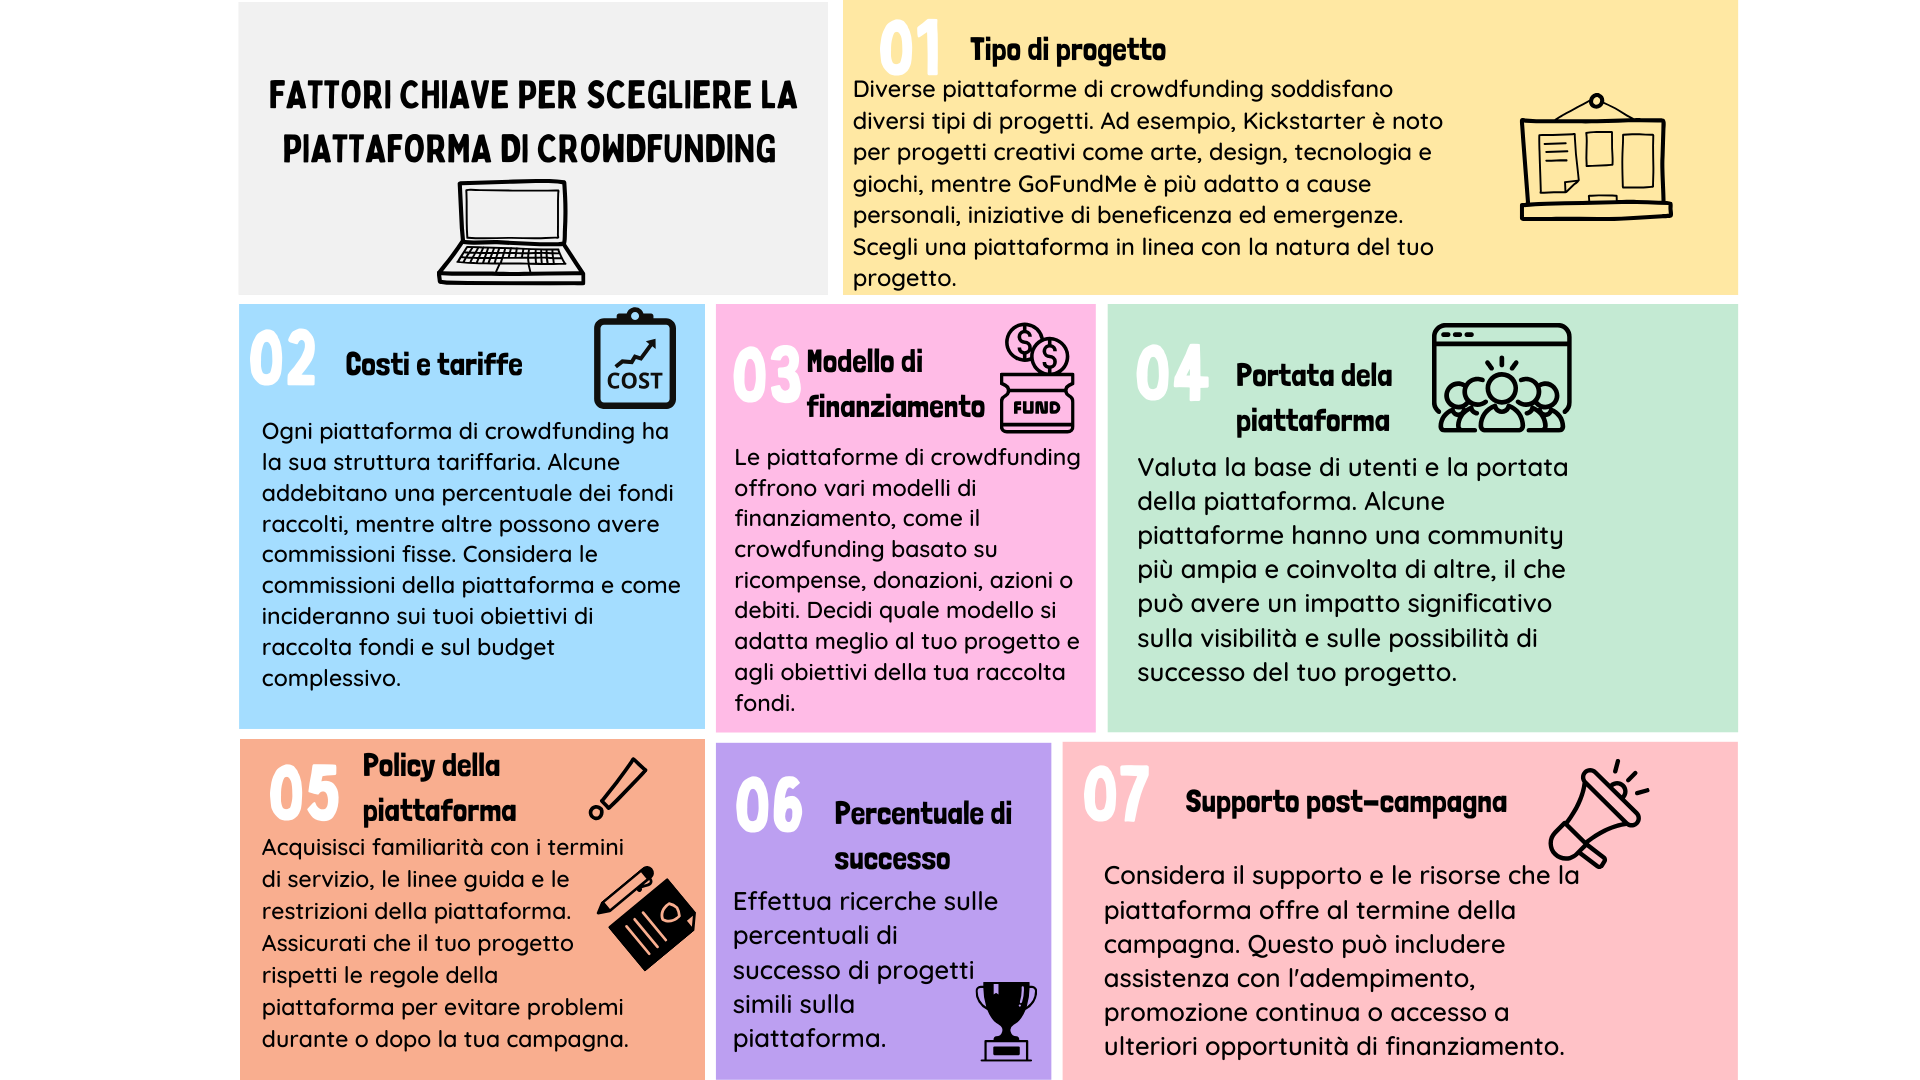 FATTORI CHIAVE PER SCEGLIERE LA
PIATTAFORMA DI CROWDFUNDING
01
Tipo di progetto
Diverse piattaforme di crowdfunding soddisfano
diversi tipi di progetti. Ad esempio, Kickstarter è noto
per progetti creativi come arte, design, tecnologia e
giochi, mentre GoFundMe è più adatto a cause
personali, iniziative di beneficenza ed emergenze.
Scegli una piattaforma in linea con la natura del tuo
progetto.
02
Costi e tariffe
COST
Ogni piattaforma di crowdfunding ha
la sua struttura tariffaria. Alcune
addebitano una percentuale dei fondi
raccolti, mentre altre possono avere
commissioni fisse. Considera le
commissioni della piattaforma e come
incideranno sui tuoi obiettivi di
raccolta fondi e sul budget
complessivo.
03
Modello di
finanziamento
$
$
FUND
Le piattaforme di crowdfunding
offrono vari modelli di
finanziamento, come il
crowdfunding basato su
ricompense, donazioni, azioni o
debiti. Decidi quale modello si
adatta meglio al tuo progetto e
agli obiettivi della tua raccolta
fondi.
04
Portata dela
piattaforma
Valuta la base di utenti e la portata
della piattaforma. Alcune
piattaforme hanno una community
più ampia e coinvolta di altre, il che
può avere un impatto significativo
sulla visibilità e sulle possibilità di
successo del tuo progetto.
05
Policy della
piattaforma
Acquisisci familiarità con i termini
di servizio, le linee guida e le
restrizioni della piattaforma.
Assicurati che il tuo progetto
rispetti le regole della
piattaforma per evitare problemi
durante o dopo la tua campagna.
06
Percentuale di
successo
Effettua ricerche sulle
percentuali di
successo di progetti
simili sulla
piattaforma.
07
Supporto post-campagna
Considera il supporto e le risorse che la
piattaforma offre al termine della
campagna. Questo può includere
assistenza con l'adempimento,
promozione continua o accesso a
ulteriori opportunità di finanziamento.